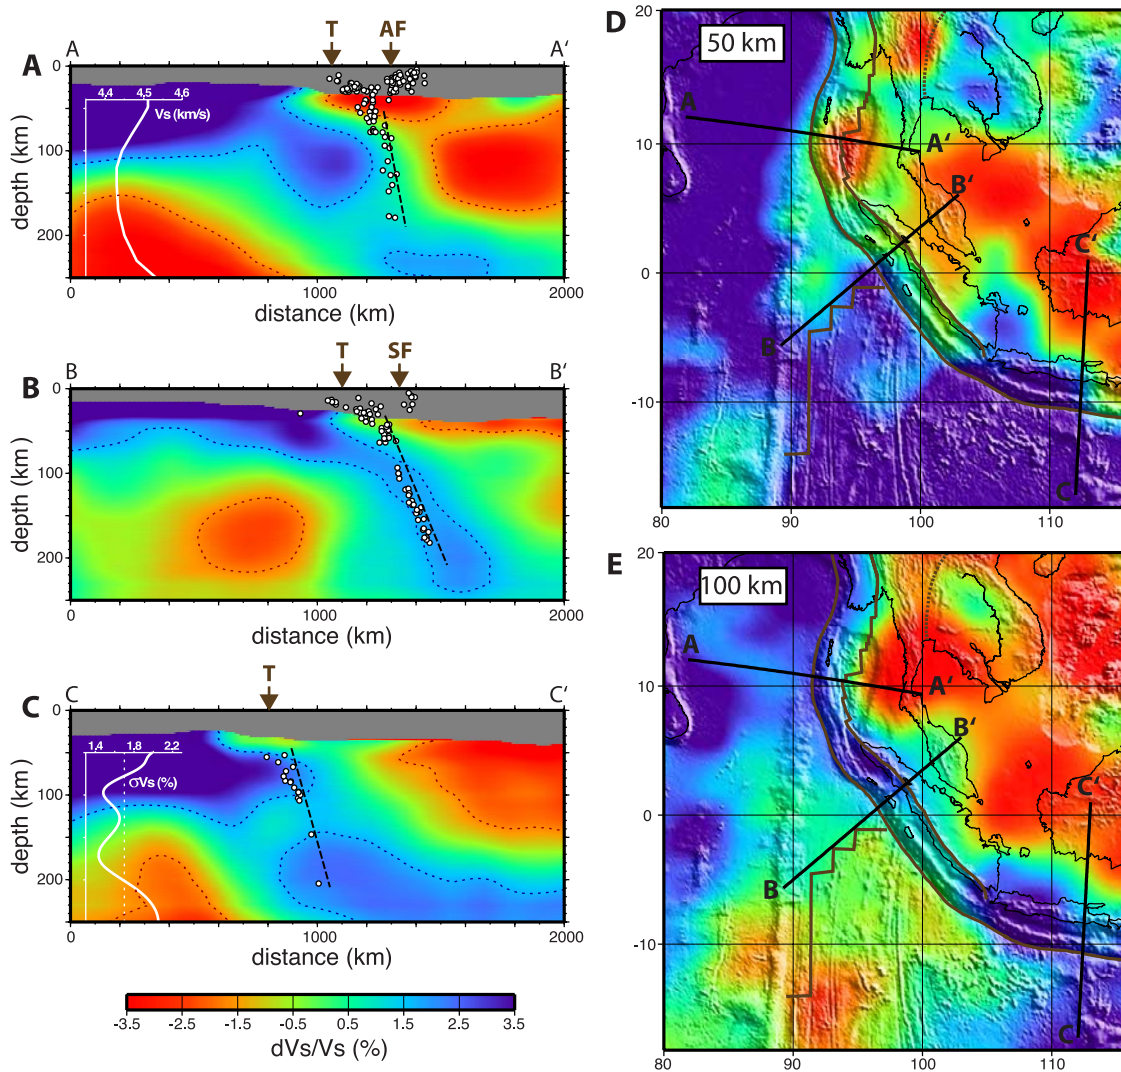 T AF
A A A'
0
50
100
200
depth (km)
4,4 4,5 4,6
Vs (km/s)
0 1000 2000
distance (km)
T SF
B B B'
0
50
100
200
depth (km)
0 1000 2000
distance (km)
T
C C C'
0
50
100
200
depth (km)
1,4 1,8 2,2
σVs (%)
0 1000 2000
distance (km)
-3.5 -2.5 -1.5 -0.5 0.5 1.5 2.5 3.5
dVs/Vs (%)
D
50 km
20
10
0
-10
80 90 100 110
A A'
B B'
C C'
E
100 km
20
10
0
-10
80 90 100 110
A A'
B B'
C C'